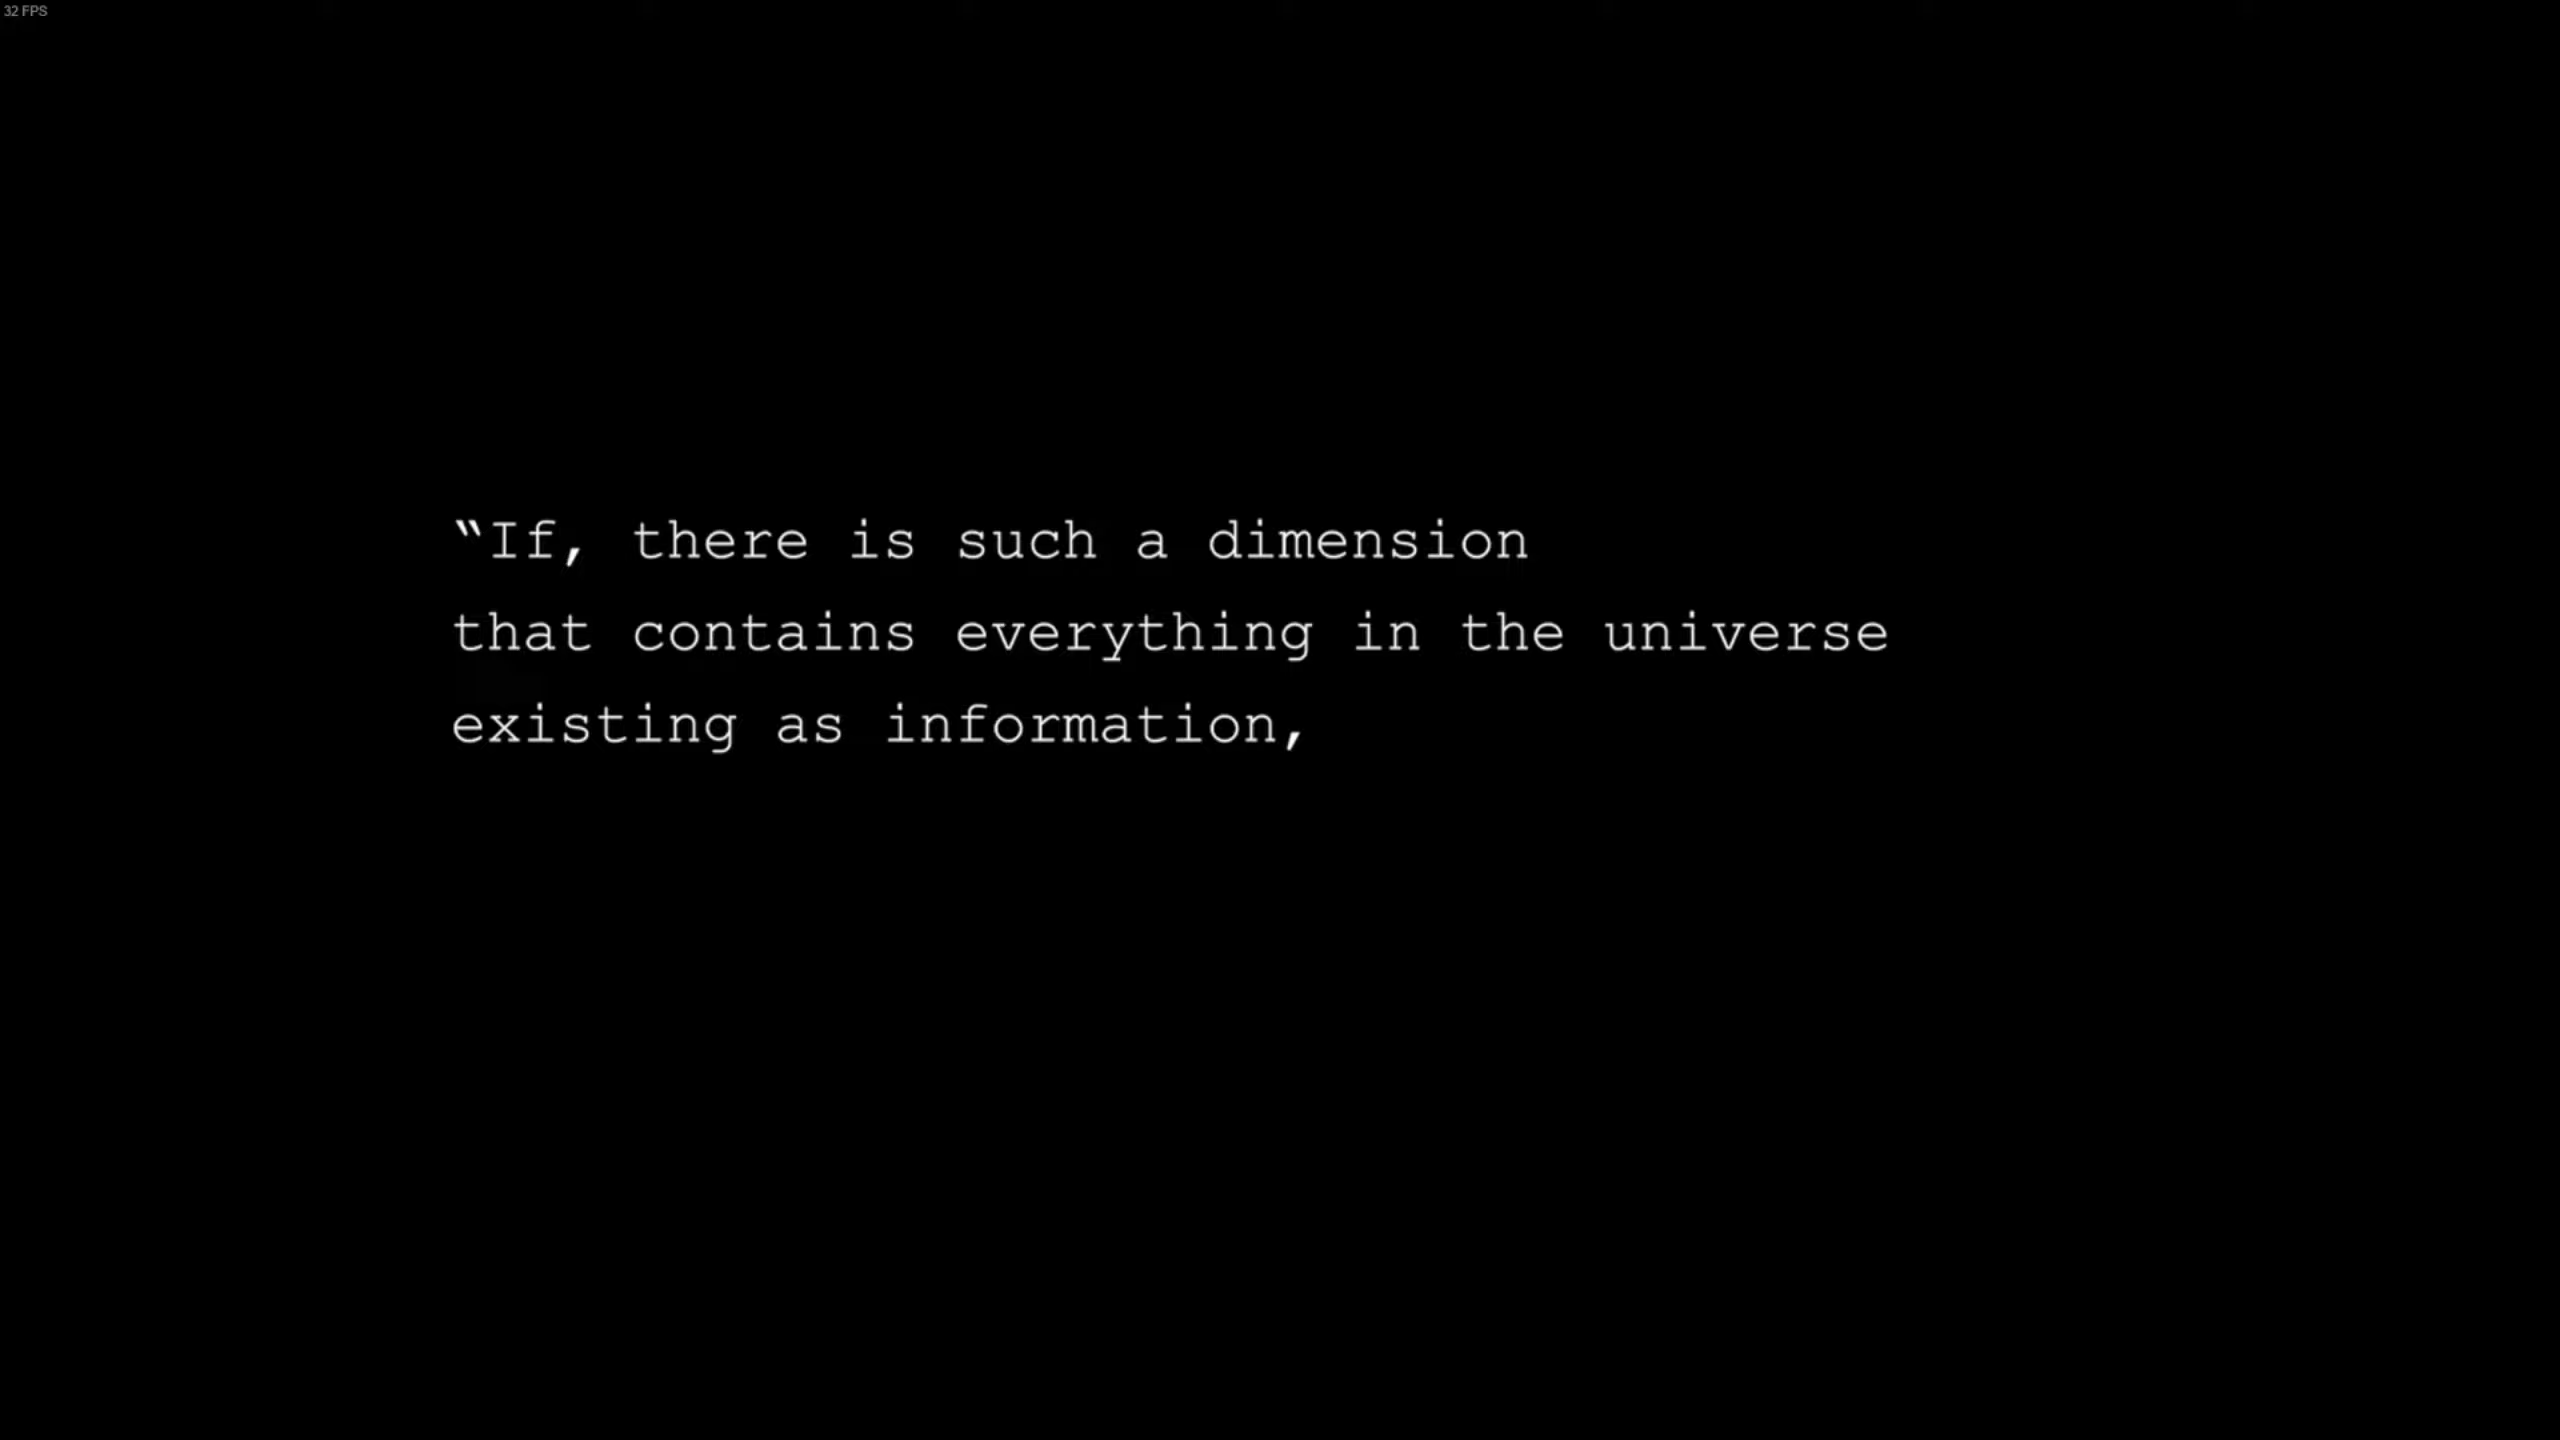 32 FPS
“If, there is such a dimension
that contains everything in the universe
existing as information,